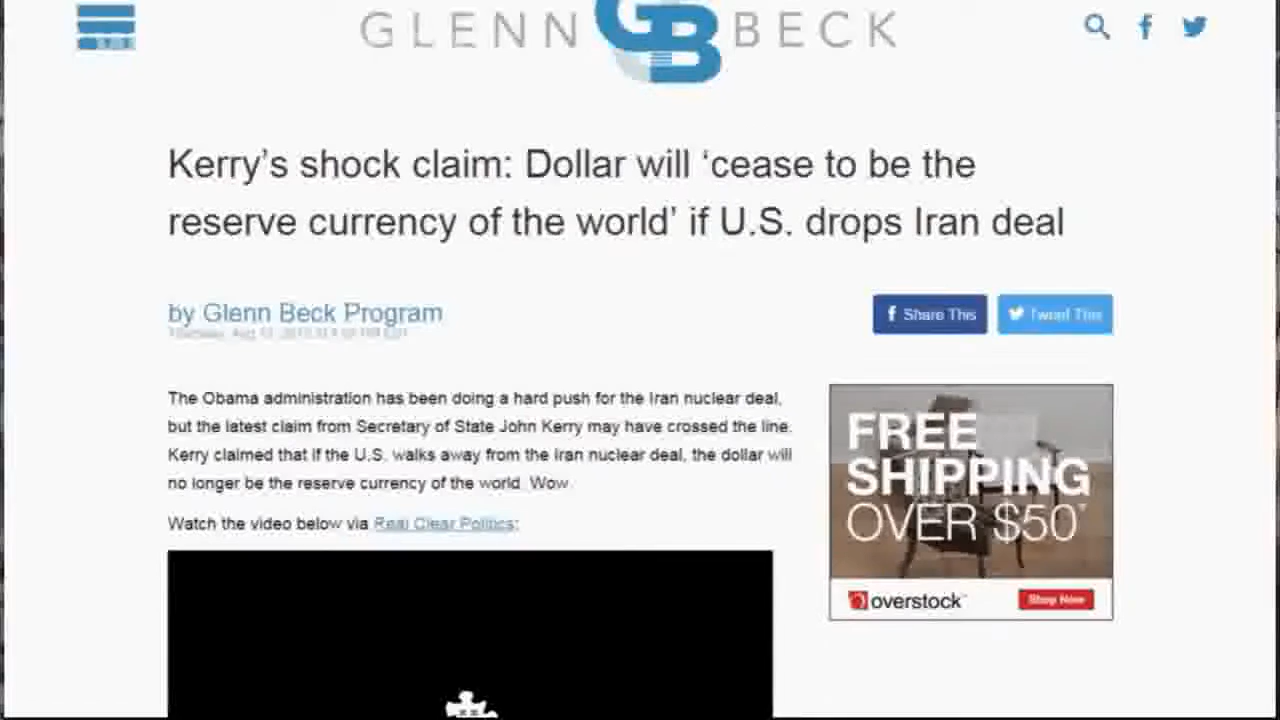 GLENN GB BECK
Kerry’s shock claim: Dollar will ‘cease to be the
reserve currency of the world’ if U.S. drops Iran deal
by Glenn Beck Program
Share This
Tweet This
The Obama administration has been doing a hard push for the Iran nuclear deal,
but the latest claim from Secretary of State John Kerry may have crossed the line.
Kerry claimed that if the U.S. walks away from the Iran nuclear deal, the dollar will
no longer be the reserve currency of the world. Wow.
Watch the video below via Real Clear Politics:
FREE
SHIPPING
OVER $50*
overstock™
Shop Now